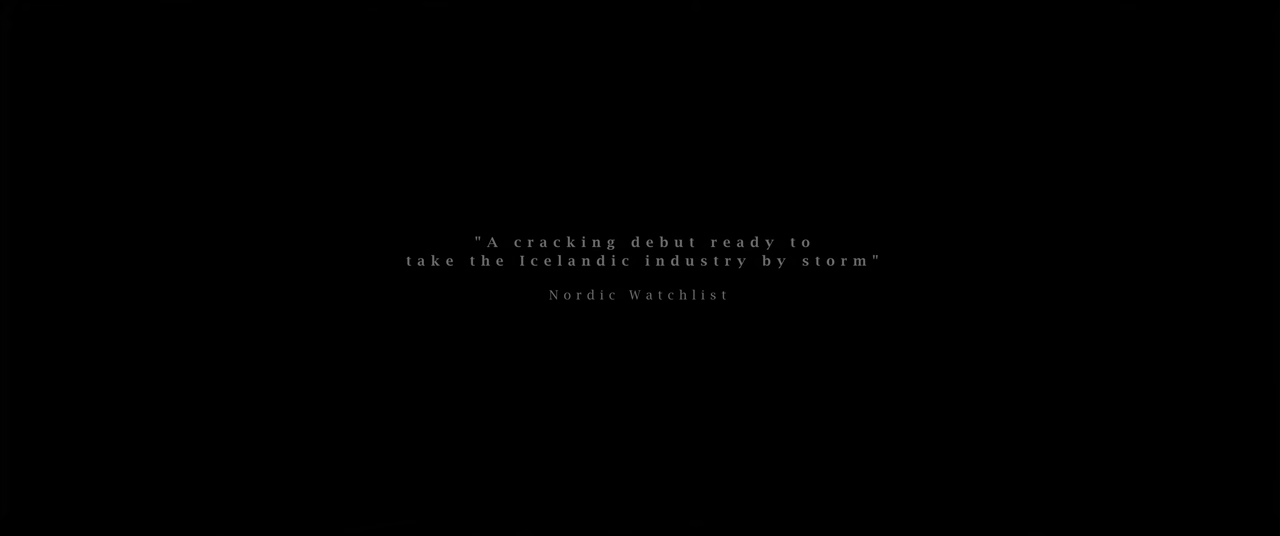 "A cracking debut ready to
take the Icelandic industry by storm"
Nordic Watchlist